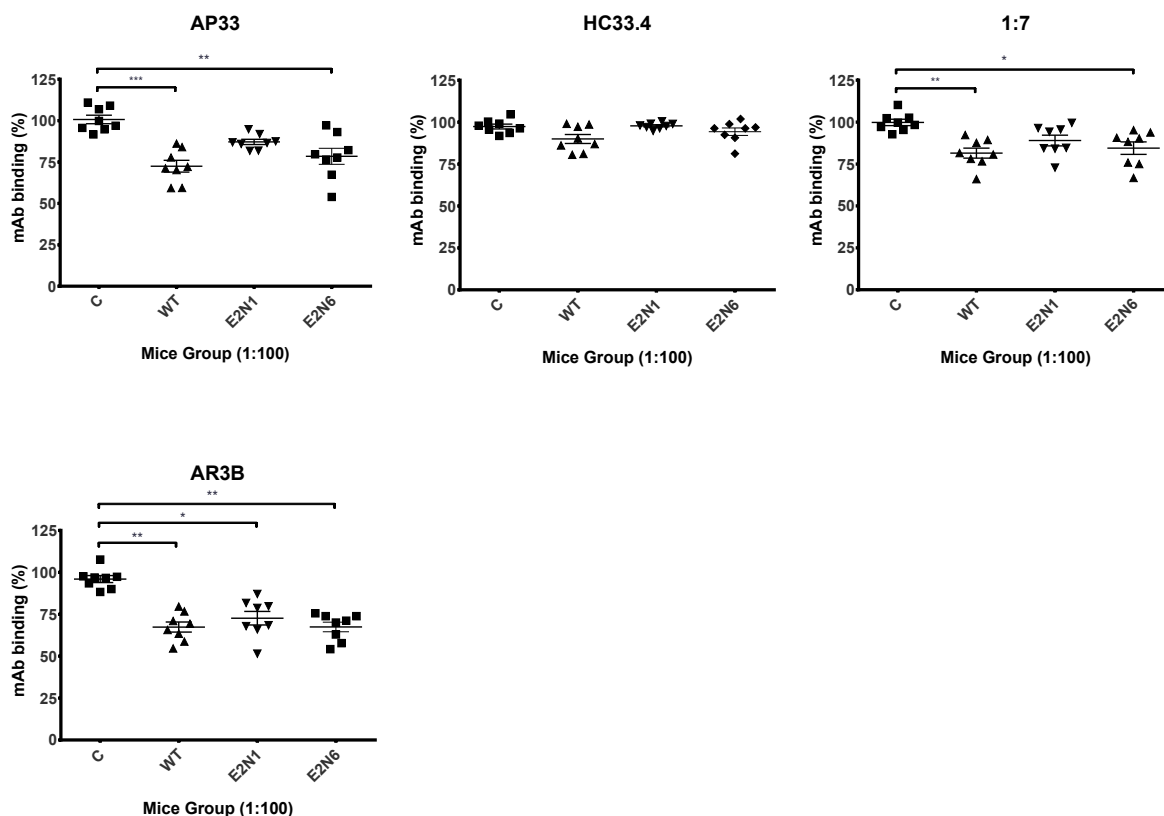 AP33
**
***
125
100
75
50
25
0
mAb binding (%)
C
WT
E2N1
E2N6
Mice Group (1:100)
HC33.4
125
100
75
50
25
0
mAb binding (%)
C
WT
E2N1
E2N6
Mice Group (1:100)
1:7
*
**
125
100
75
50
25
0
mAb binding (%)
C
WT
E2N1
E2N6
Mice Group (1:100)
AR3B
**
*
**
125
100
75
50
25
0
mAb binding (%)
C
WT
E2N1
E2N6
Mice Group (1:100)